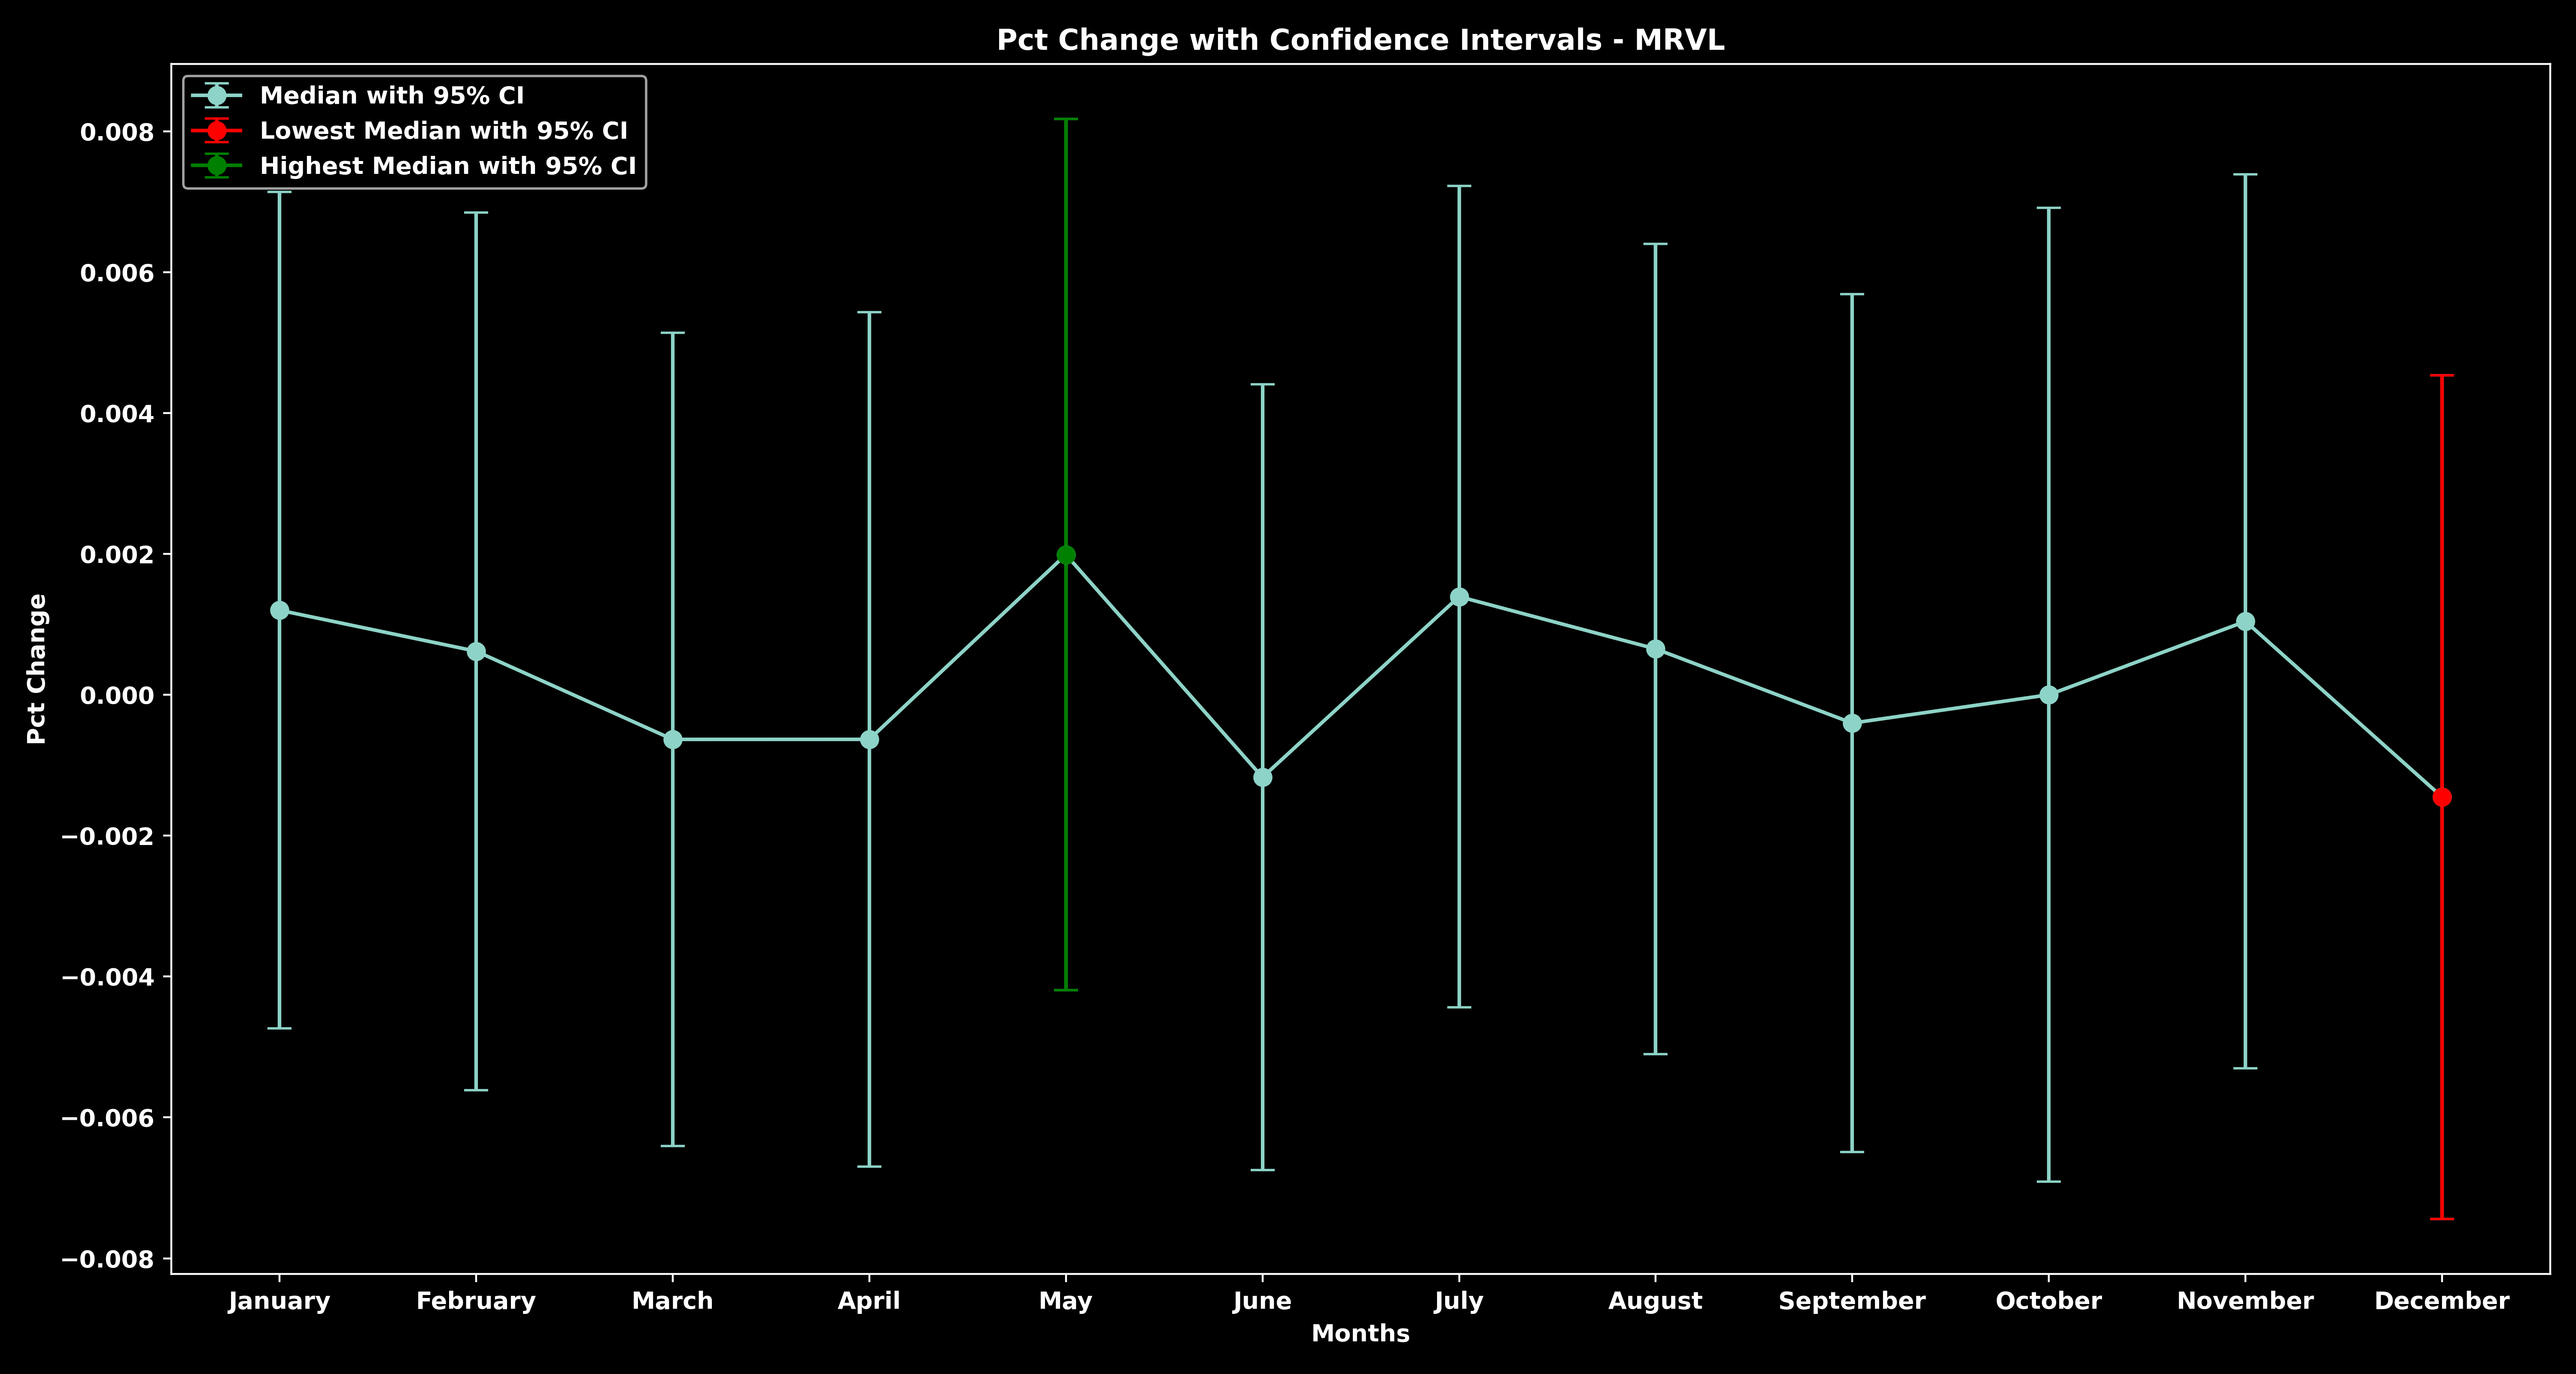 Pct Change with Confidence Intervals - MRVL
Median with 95% CI
Lowest Median with 95% CI
Highest Median with 95% CI
0.008
0.006
0.004
0.002
0.000
−0.002
−0.004
−0.006
−0.008
Pct Change
January February March April May June July August September October November December
Months